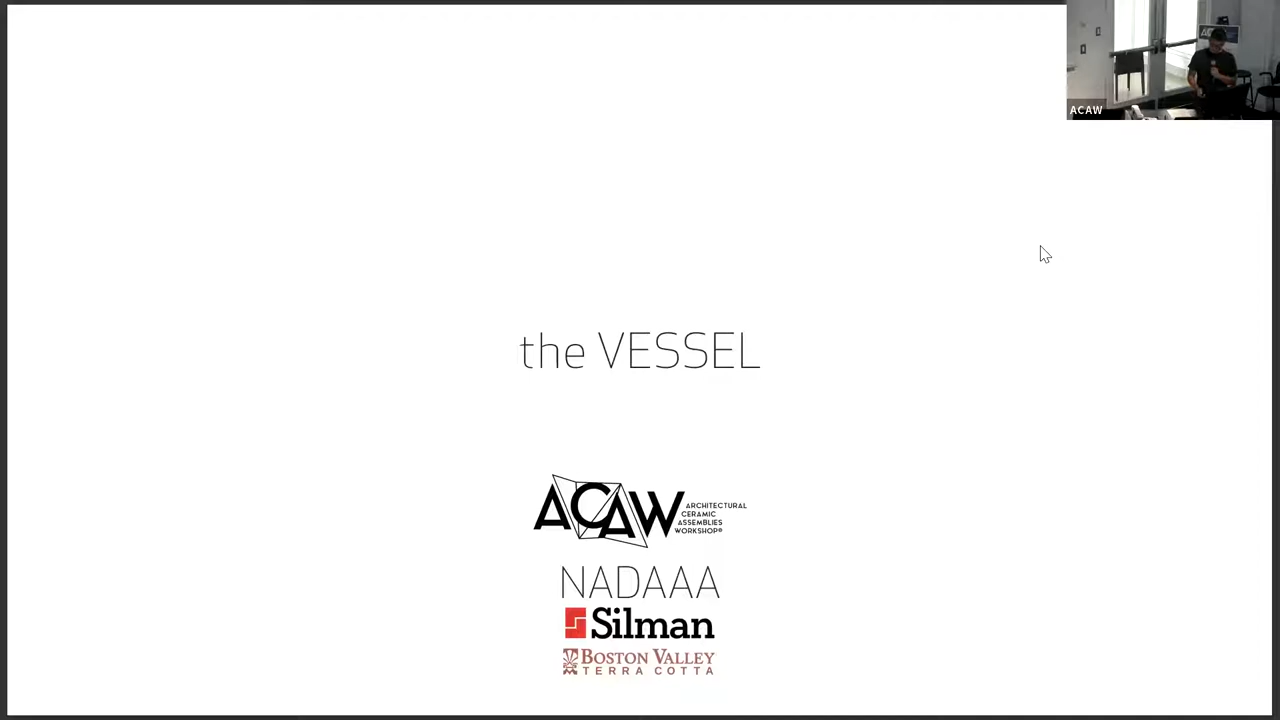 ACAW
the VESSEL
ACAW
ARCHITECTURAL
CERAMIC
ASSEMBLIES
WORKSHOP®
NADAAA
Silman
BOSTON VALLEY
TERRA COTTA